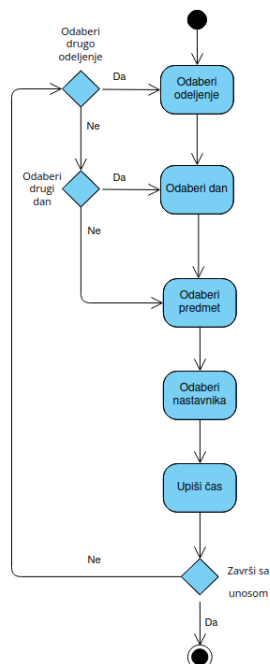 Odaberi
drugo
odeljenje
Da
Odaberi
odeljenje
Ne
Odaberi
drugi
dan
Da
Odaberi dan
Ne
Odaberi
predmet
Odaberi
nastavnika
Upiši čas
Ne
Završi sa
unosom
Da